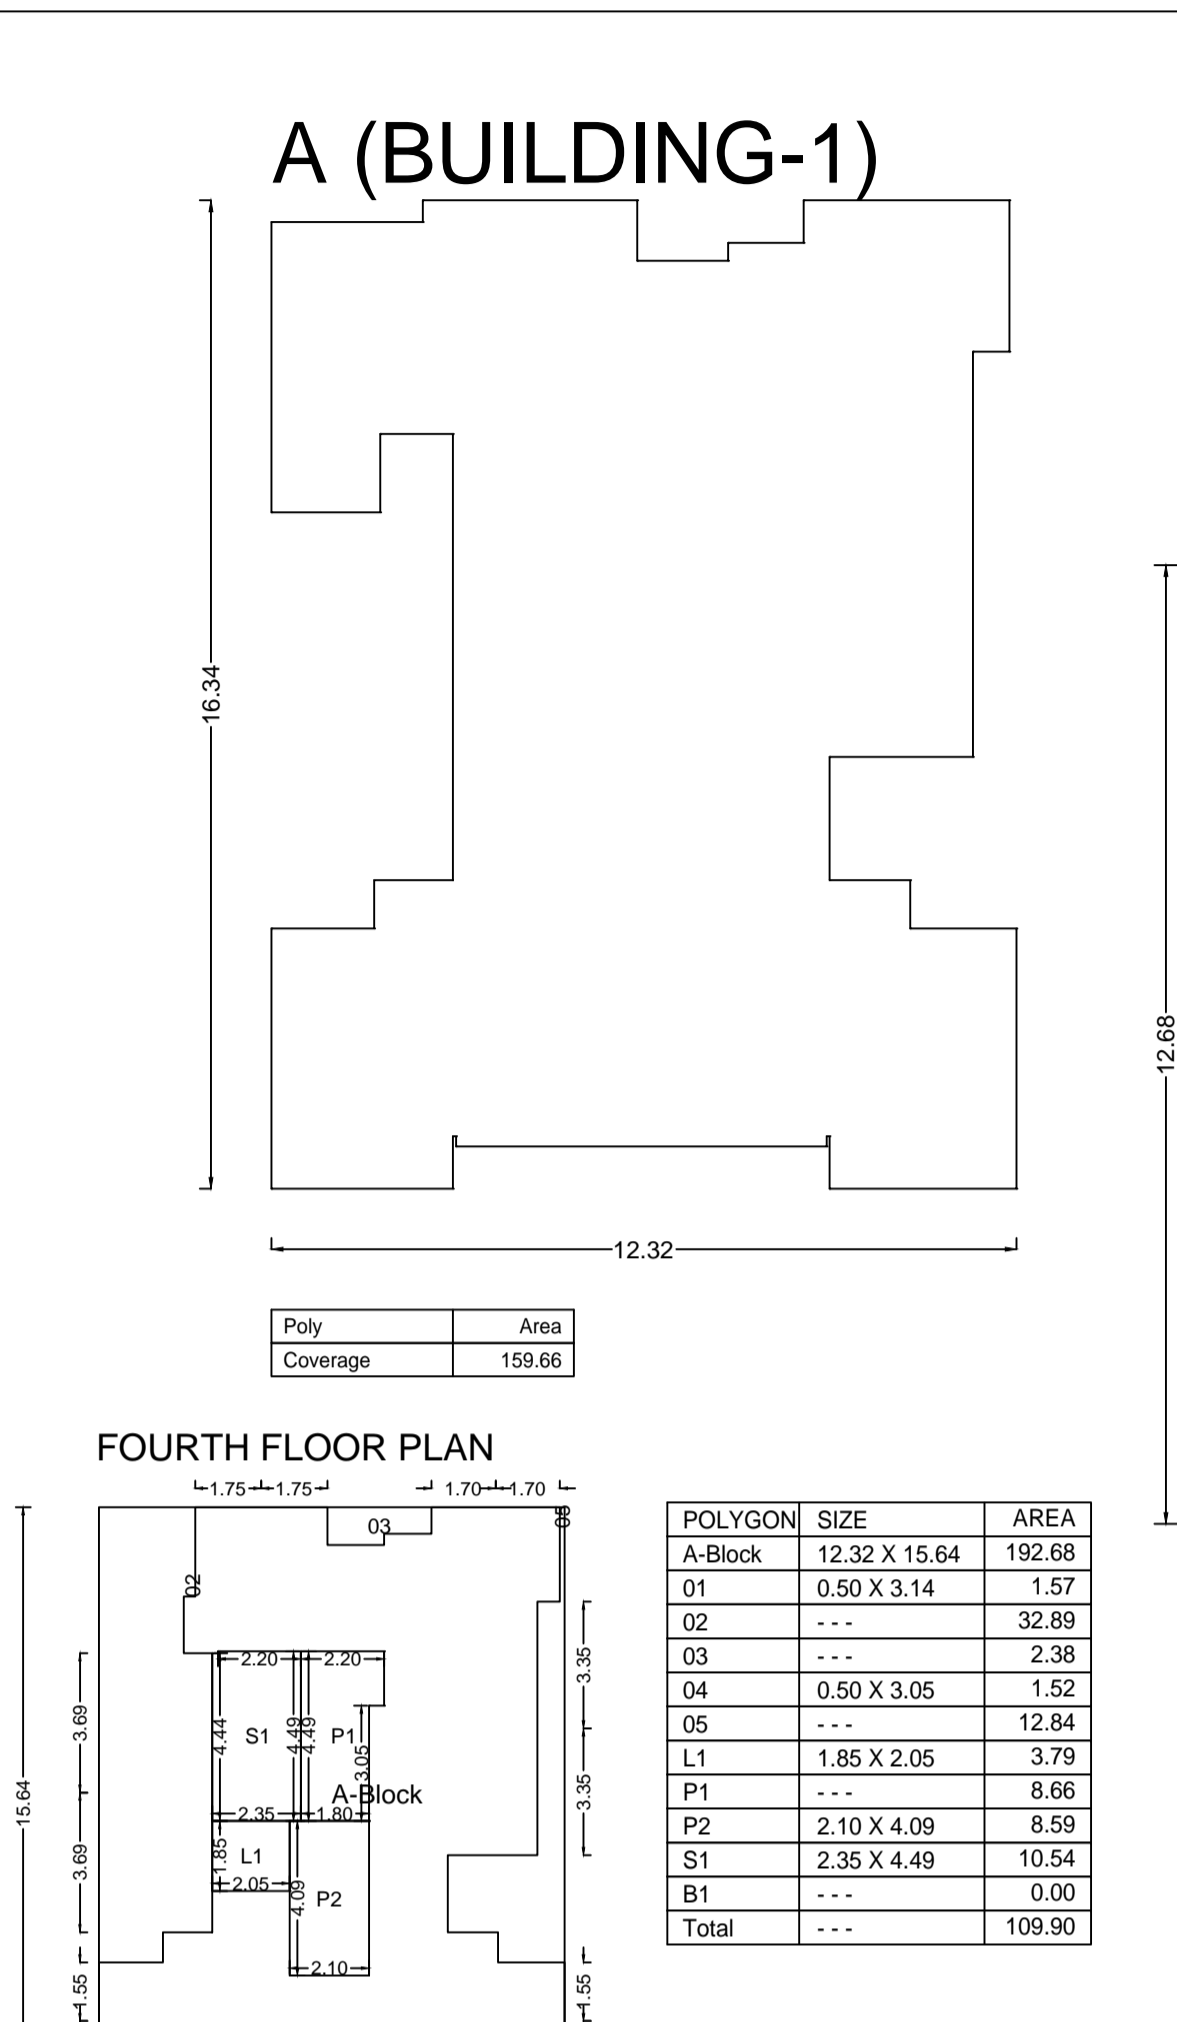 A (BUILDING-1)
16.34
12.68
12.32
Poly Area
Coverage 159.66
FOURTH FLOOR PLAN
1.75 1.75 1.70 1.70
03 05
02
POLYGON SIZE AREA
A-Block 12.32 X 15.64 192.68
01 0.50 X 3.14 1.57
02 --- 32.89
03 --- 2.38
04 0.50 X 3.05 1.52
05 --- 12.84
L1 1.85 X 2.05 3.79
P1 --- 8.66
P2 2.10 X 4.09 8.59
S1 2.35 X 4.49 10.54
B1 --- 0.00
Total --- 109.90
2.20 2.20
3.35
3.69
4.44 S1 4.49 4.49 P1 3.05
A-Block
15.64
3.35
2.35 1.80
3.69
1.85 L1
2.05 4.09 P2
2.10
1.55 1.55